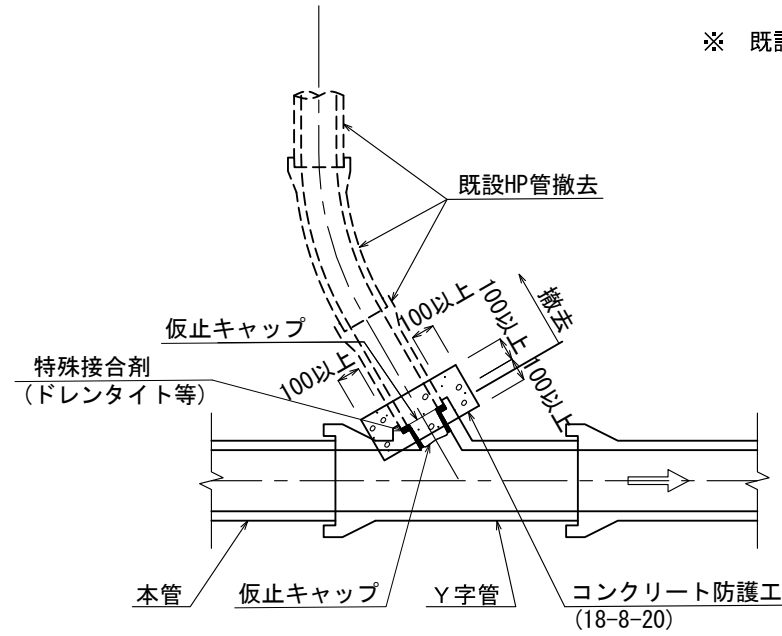 ※ 既設
既設HP管撤去
撤去
100以上
100以上
仮止キャップ
100以上
100以上
特殊接合剤
(ドレンタイト等)
本管
仮止キャップ
Y字管
コンクリート防護工
(18-8-20)